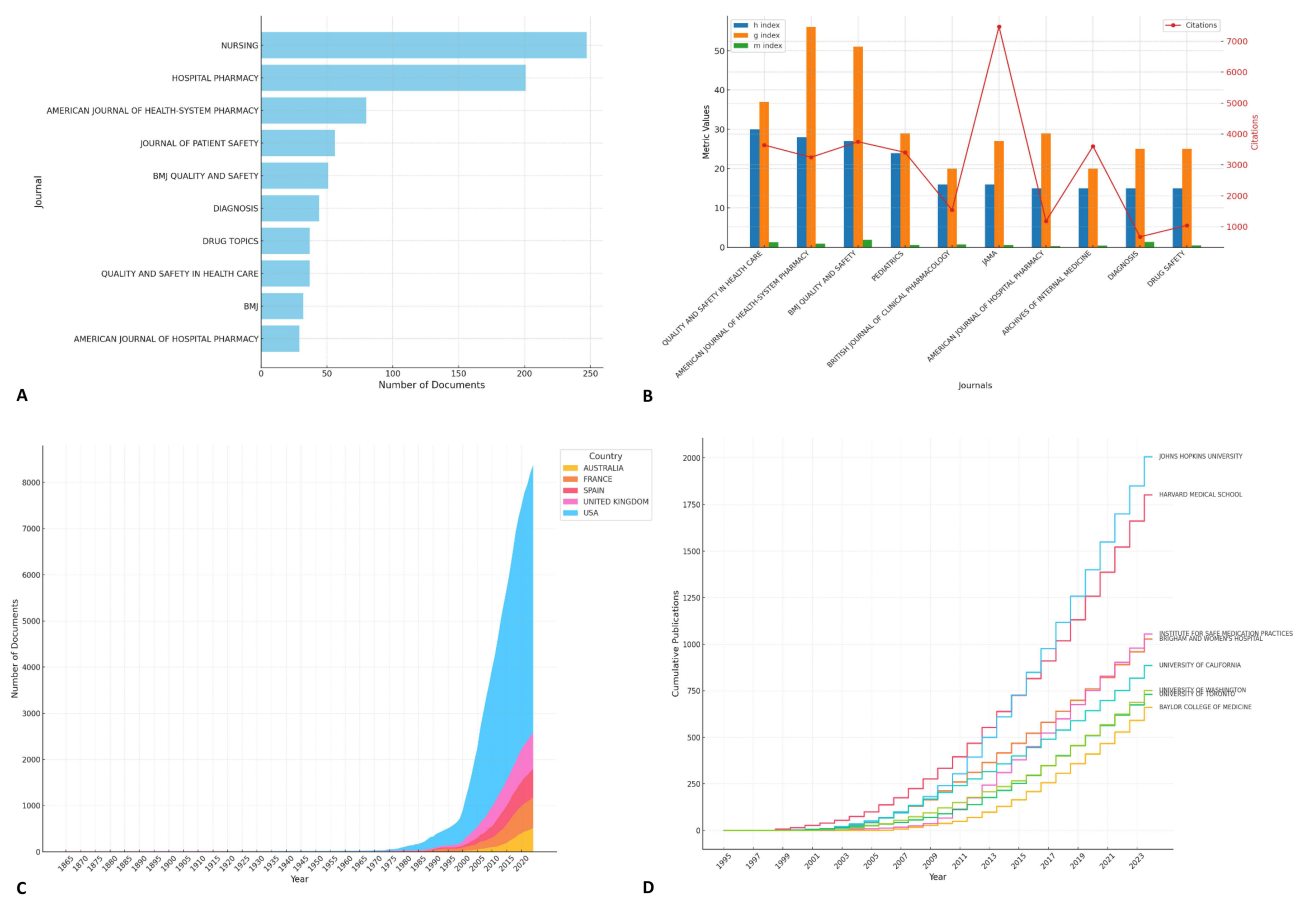 NURSING
HOSPITAL PHARMACY
AMERICAN JOURNAL OF HEALTH-SYSTEM PHARMACY
JOURNAL OF PATIENT SAFETY
BMJ QUALITY AND SAFETY
DIAGNOSIS
DRUG TOPICS
QUALITY AND SAFETY IN HEALTH CARE
BMJ
AMERICAN JOURNAL OF HOSPITAL PHARMACY
Journal
0 50 100 150 200 250
Number of Documents
A
h index
g index
m index
Citations
Metric Values
0
10
20
30
40
50
Citations
1000
2000
3000
4000
5000
6000
7000
QUALITY AND SAFETY IN HEALTH CARE
AMERICAN JOURNAL OF HEALTH-SYSTEM PHARMACY
BMJ QUALITY AND SAFETY
PEDIATRICS
BRITISH JOURNAL OF CLINICAL PHARMACOLOGY
JAMA
AMERICAN JOURNAL OF HOSPITAL PHARMACY
ARCHIVES OF INTERNAL MEDICINE
DIAGNOSIS
DRUG SAFETY
Journals
B
Country
AUSTRALIA
FRANCE
SPAIN
UNITED KINGDOM
USA
Number of Documents
8000
7000
6000
5000
4000
3000
2000
1000
0
1865 1870 1875 1880 1885 1890 1895 1900 1905 1910 1915 1920 1925 1930 1935 1940 1945 1950 1955 1960 1965 1970 1975 1980 1985 1990 1995 2000 2005 2010 2015 2020
Year
C
Cumulative Publications
2000
1750
1500
1250
1000
750
500
250
0
JOHNS HOPKINS UNIVERSITY
HARVARD MEDICAL SCHOOL
INSTITUTE FOR SAFE MEDICATION PRACTICES
BRIGHAM AND WOMEN'S HOSPITAL
UNIVERSITY OF CALIFORNIA
UNIVERSITY OF WASHINGTON
UNIVERSITY OF TORONTO
BAYLOR COLLEGE OF MEDICINE
1995 1997 1999 2001 2003 2005 2007 2009 2011 2013 2015 2017 2019 2021 2023
Year
D